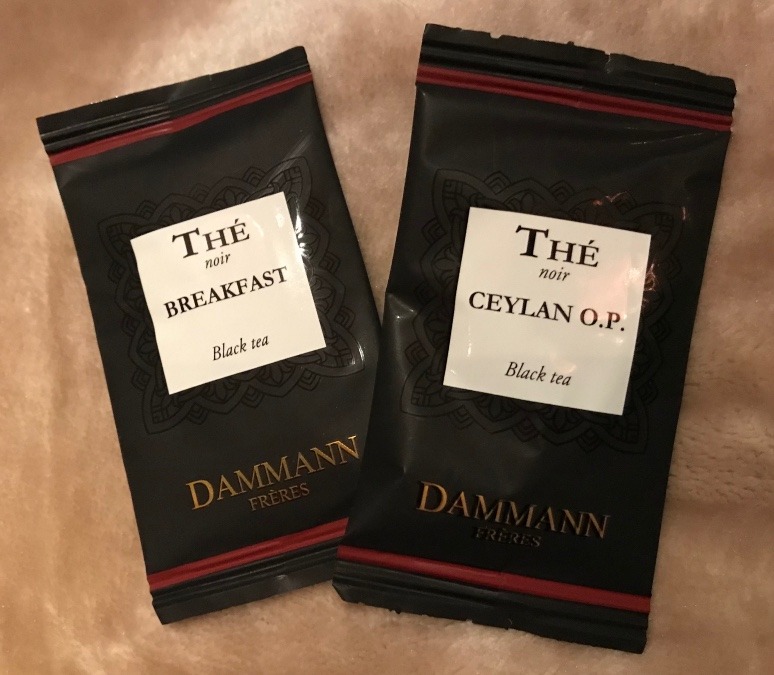 THÉ
noir
BREAKFAST
Black tea
DAMMANN
FRÈRES
THÉ
noir
CEYLAN O.P.
Black tea
DAMMANN
FRÈRES